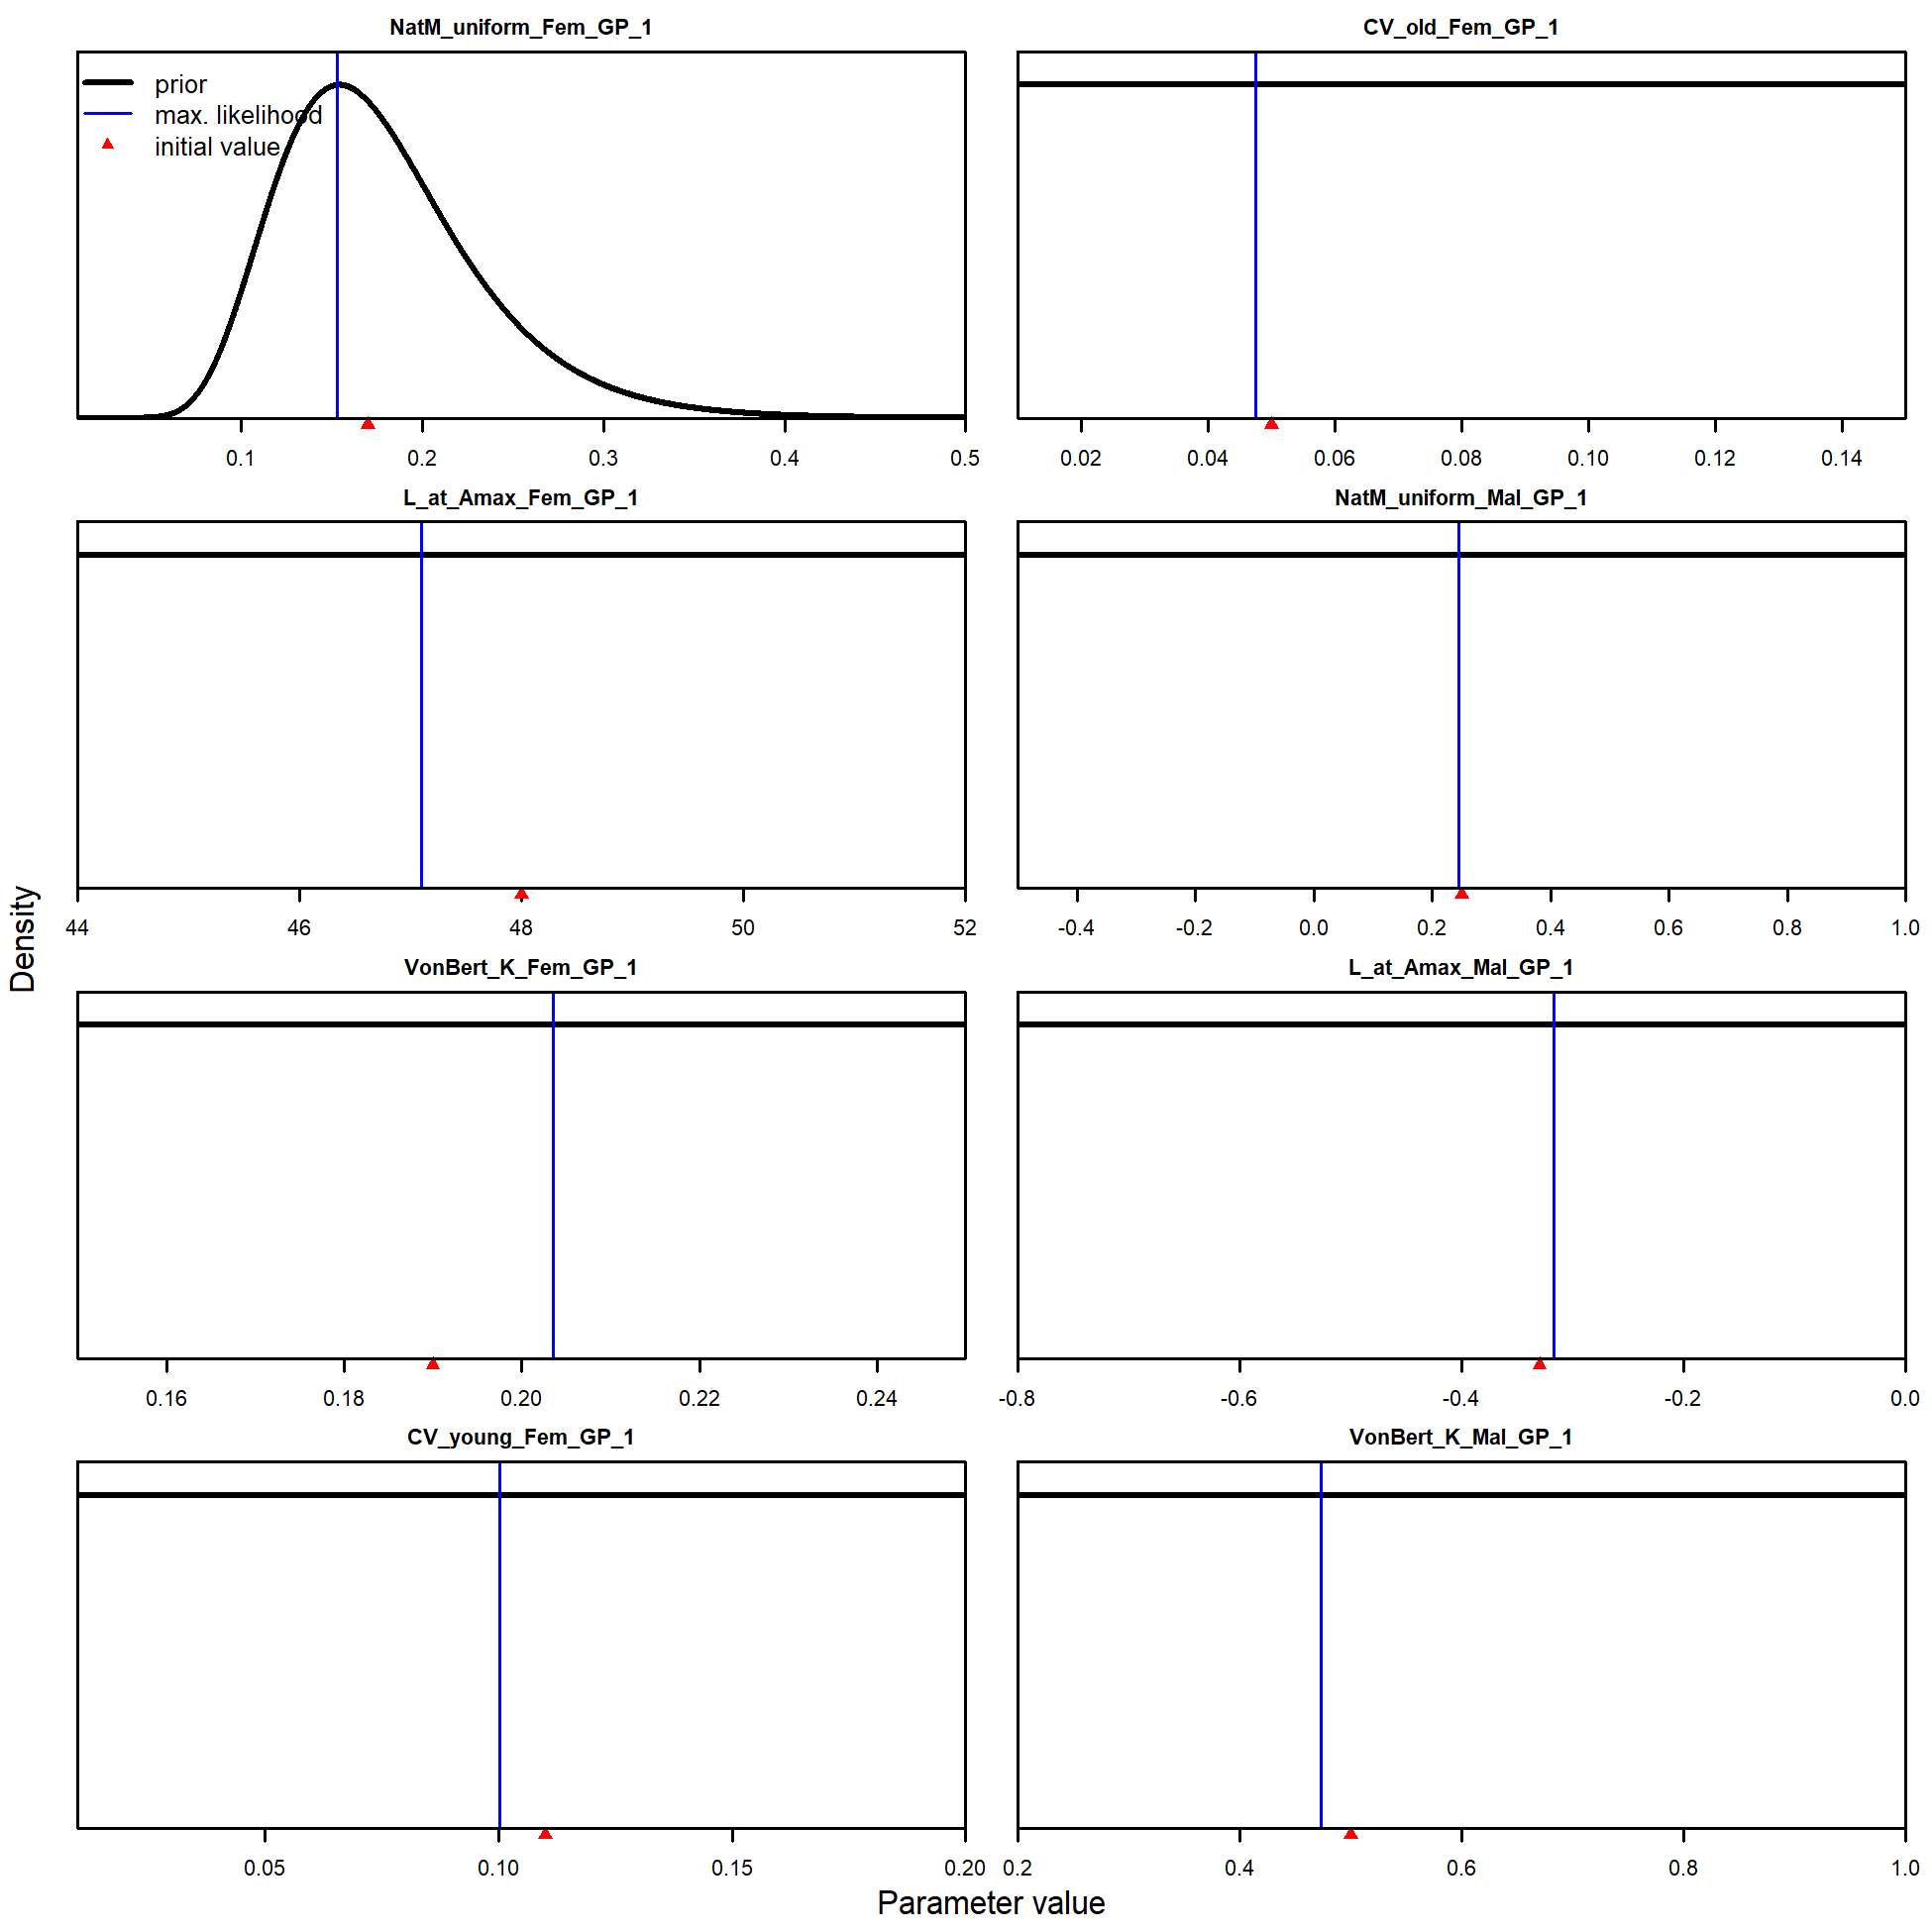 NatM_uniform_Fem_GP_1
prior
max. likelihood
initial value
0.1 0.2 0.3 0.4 0.5
CV_old_Fem_GP_1
0.02 0.04 0.06 0.08 0.10 0.12 0.14
L_at_Amax_Fem_GP_1
44 46 48 50 52
NatM_uniform_Mal_GP_1
-0.4 -0.2 0.0 0.2 0.4 0.6 0.8 1.0
VonBert_K_Fem_GP_1
0.16 0.18 0.20 0.22 0.24
L_at_Amax_Mal_GP_1
-0.8 -0.6 -0.4 -0.2 0.0
CV_young_Fem_GP_1
0.05 0.10 0.15 0.20
VonBert_K_Mal_GP_1
0.2 0.4 0.6 0.8 1.0
Density
Parameter value